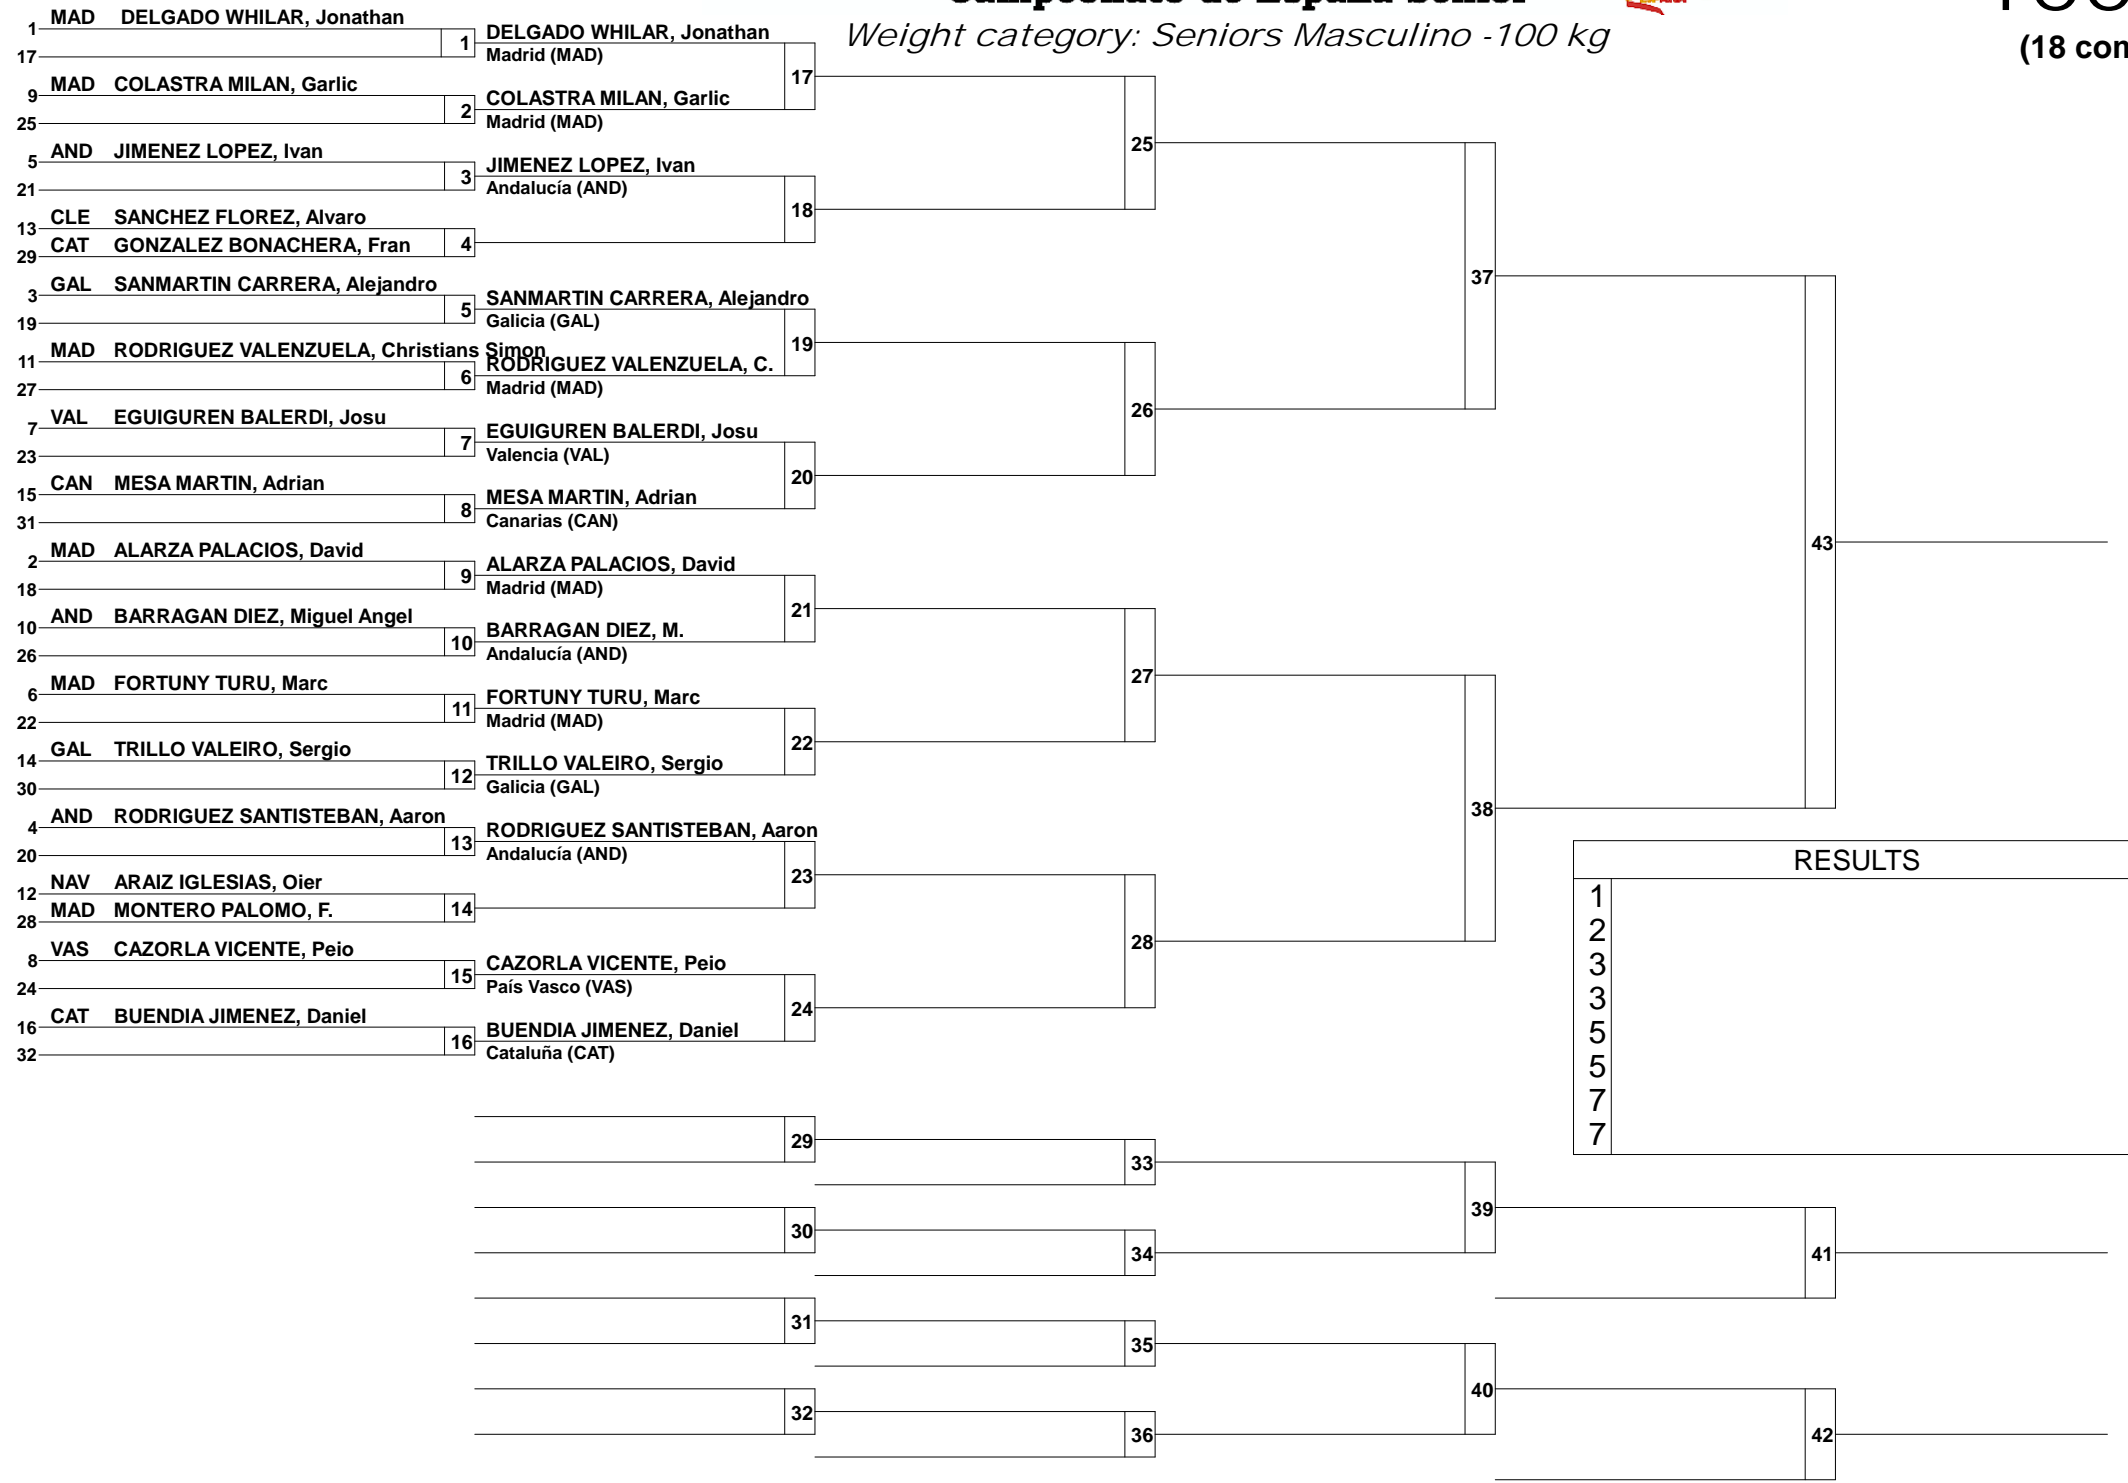 Campeonato de España Senior
Weight category: Seniors Masculino -100 kg
(18 con
1 MAD DELGADO WHILAR, Jonathan
17
1
DELGADO WHILAR, Jonathan
Madrid (MAD)
9 MAD COLASTRA MILAN, Garlic
25
2
COLASTRA MILAN, Garlic
Madrid (MAD)
17
5 AND JIMENEZ LOPEZ, Ivan
21
3
JIMENEZ LOPEZ, Ivan
Andalucía (AND)
13 CLE SANCHEZ FLOREZ, Alvaro
29 CAT GONZALEZ BONACHERA, Fran
4
18
25
3 GAL SANMARTIN CARRERA, Alejandro
19
5
SANMARTIN CARRERA, Alejandro
Galicia (GAL)
11 MAD RODRIGUEZ VALENZUELA, Christians Simon
27
6
RODRIGUEZ VALENZUELA, C.
Madrid (MAD)
19
7 VAL EGUIGUREN BALERDI, Josu
23
7
EGUIGUREN BALERDI, Josu
Valencia (VAL)
15 CAN MESA MARTIN, Adrian
31
8
MESA MARTIN, Adrian
Canarias (CAN)
20
26
37
2 MAD ALARZA PALACIOS, David
18
9
ALARZA PALACIOS, David
Madrid (MAD)
10 AND BARRAGAN DIEZ, Miguel Angel
26
10
BARRAGAN DIEZ, M.
Andalucía (AND)
21
6 MAD FORTUNY TURU, Marc
22
11
FORTUNY TURU, Marc
Madrid (MAD)
14 GAL TRILLO VALEIRO, Sergio
30
12
TRILLO VALEIRO, Sergio
Galicia (GAL)
22
27
4 AND RODRIGUEZ SANTISTEBAN, Aaron
20
13
RODRIGUEZ SANTISTEBAN, Aaron
Andalucía (AND)
12 NAV ARAIZ IGLESIAS, Oier
28 MAD MONTERO PALOMO, F.
14
23
8 VAS CAZORLA VICENTE, Peio
24
15
CAZORLA VICENTE, Peio
País Vasco (VAS)
16 CAT BUENDIA JIMENEZ, Daniel
32
16
BUENDIA JIMENEZ, Daniel
Cataluña (CAT)
24
28
38
43
RESULTS
1
2
3
3
5
5
7
7
29
33
30
34
39
41
31
35
32
36
40
42